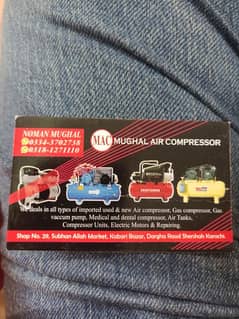 NOMAN MUGHAL
0334-3702738
0318-1271110
MAC MUGHAL AIR COMPRESSOR
We deals in all types of imported used & new Air compressor, Gas compressor, Gas
vaccum pump, Medical and dental compressor, Air Tanks,
Compressor Units, Electric Motors & Repairing.
Shop No. 29, Subhan Allah Market, Kabari Bazar, Dargha Road Shershah Karachi.